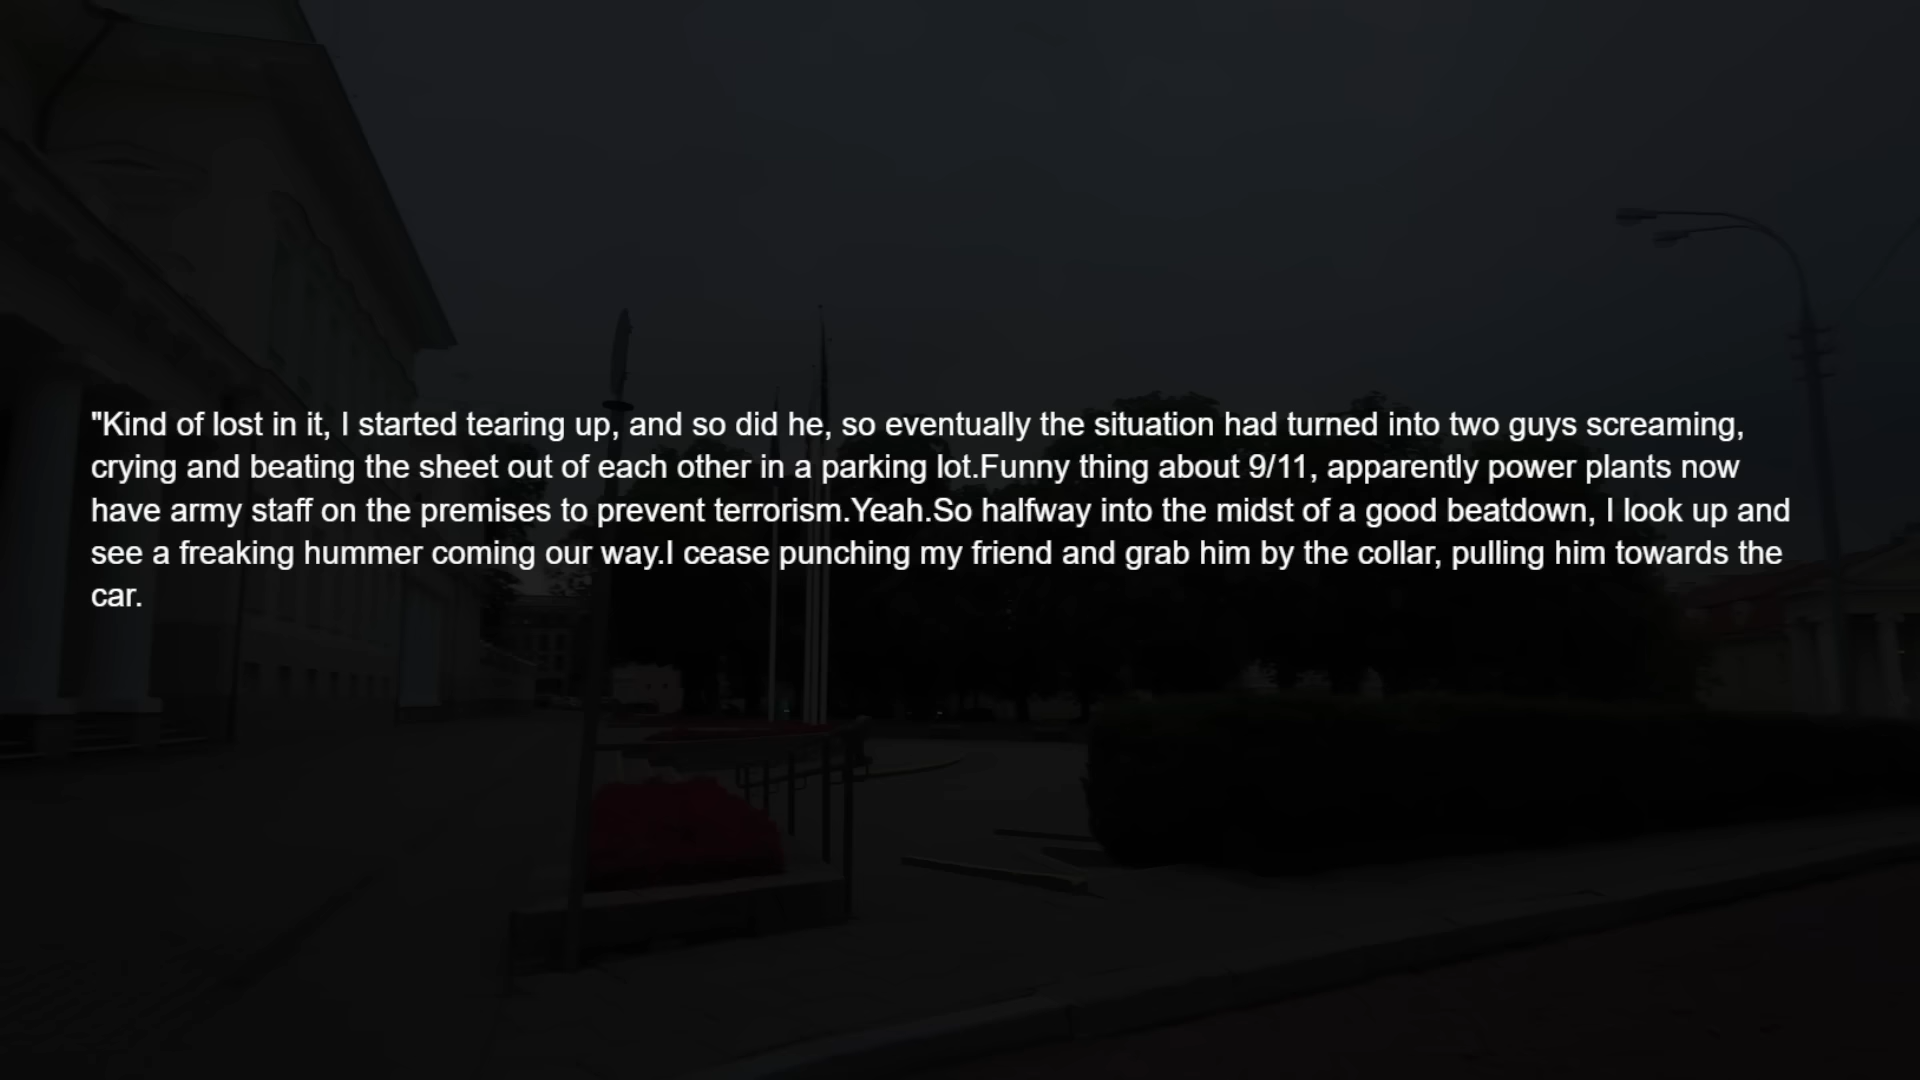 "Kind of lost in it, I started tearing up, and so did he, so eventually the situation had turned into two guys screaming,
crying and beating the sheet out of each other in a parking lot.Funny thing about 9/11, apparently power plants now
have army staff on the premises to prevent terrorism.Yeah.So halfway into the midst of a good beatdown, I look up and
see a freaking hummer coming our way.I cease punching my friend and grab him by the collar, pulling him towards the
car.